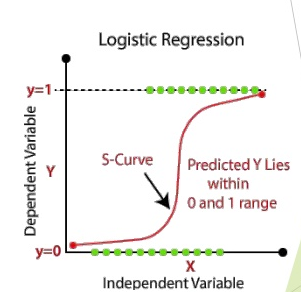 Logistic Regression
y=1
Dependent Variable
Y
S-Curve
Predicted Y Lies
within
0 and 1 range
y=0
X
Independent Variable